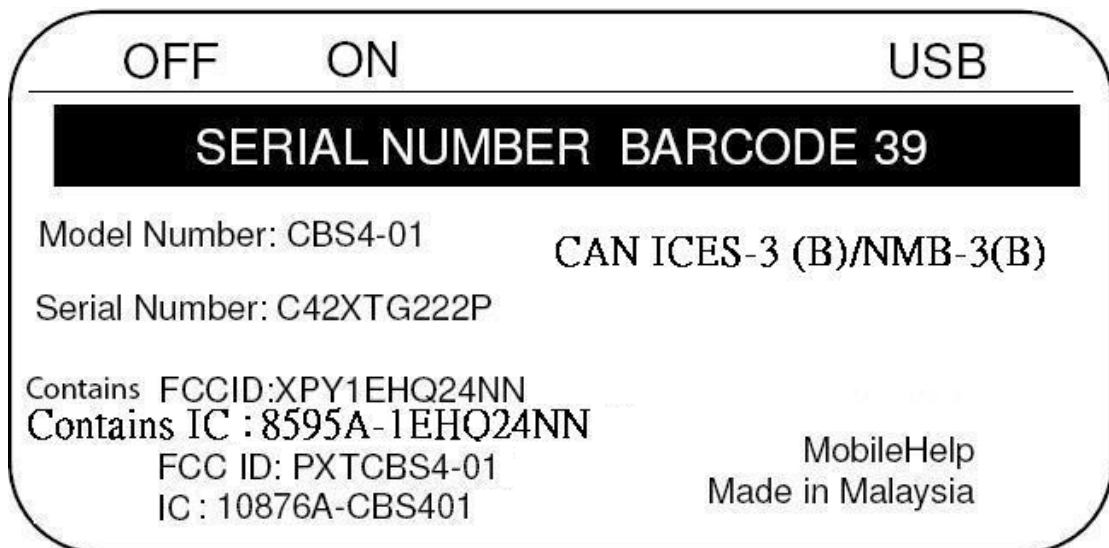 OFF ON USB
SERIAL NUMBER BARCODE 39
Model Number: CBS4-01
CAN ICES-3 (B)/NMB-3(B)
Serial Number: C42XTG222P
Contains FCCID:XPY1EHQ24NN
Contains IC : 8595A-1EHQ24NN
FCC ID: PXTCBS4-01
IC : 10876A-CBS401
MobileHelp
Made in Malaysia